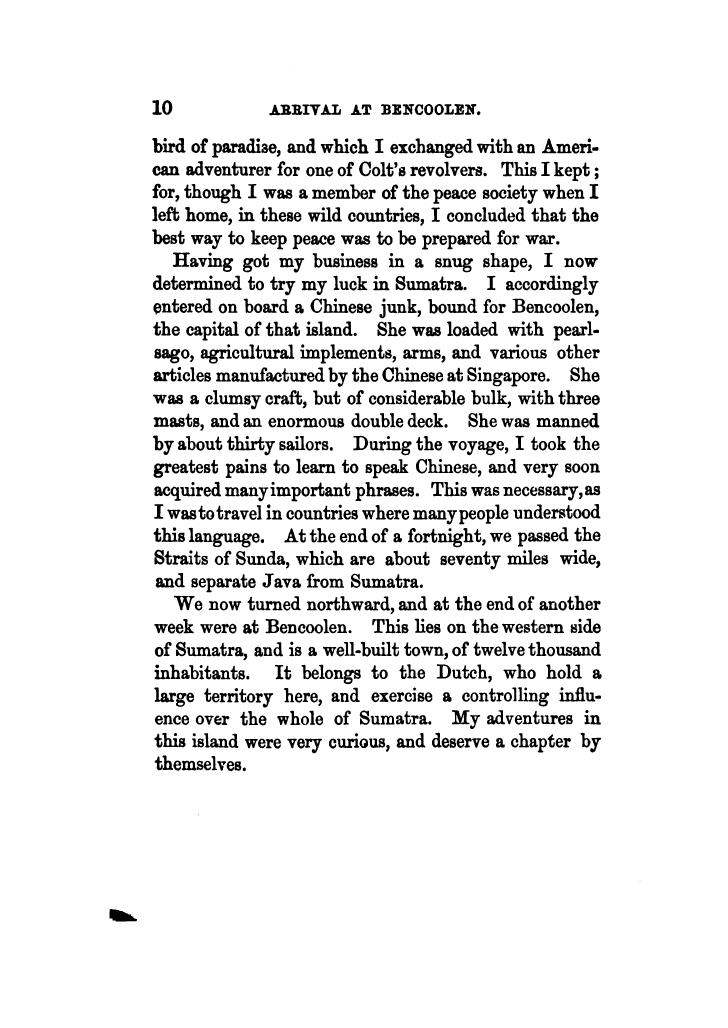 10 ARRIVAL AT BENCOOLEN.
bird of paradise, and which I exchanged with an Ameri-
can adventurer for one of Colt's revolvers. This I kept;
for, though I was a member of the peace society when I
left home, in these wild countries, I concluded that the
best way to keep peace was to be prepared for war.
Having got my business in a snug shape, I now
determined to try my luck in Sumatra. I accordingly
entered on board a Chinese junk, bound for Bencoolen,
the capital of that island. She was loaded with pearl-
sago, agricultural implements, arms, and various other
articles manufactured by the Chinese at Singapore. She
was a clumsy craft, but of considerable bulk, with three
masts, and an enormous double deck. She was manned
by about thirty sailors. During the voyage, I took the
greatest pains to learn to speak Chinese, and very soon
acquired many important phrases. This was necessary, as
I was to travel in countries where many people understood
this language. At the end of a fortnight, we passed the
Straits of Sunda, which are about seventy miles wide,
and separate Java from Sumatra.
We now turned northward, and at the end of another
week were at Bencoolen. This lies on the western side
of Sumatra, and is a well-built town, of twelve thousand
inhabitants. It belongs to the Dutch, who hold a
large territory here, and exercise a controlling influ-
ence over the whole of Sumatra. My adventures in
this island were very curious, and deserve a chapter by
themselves.